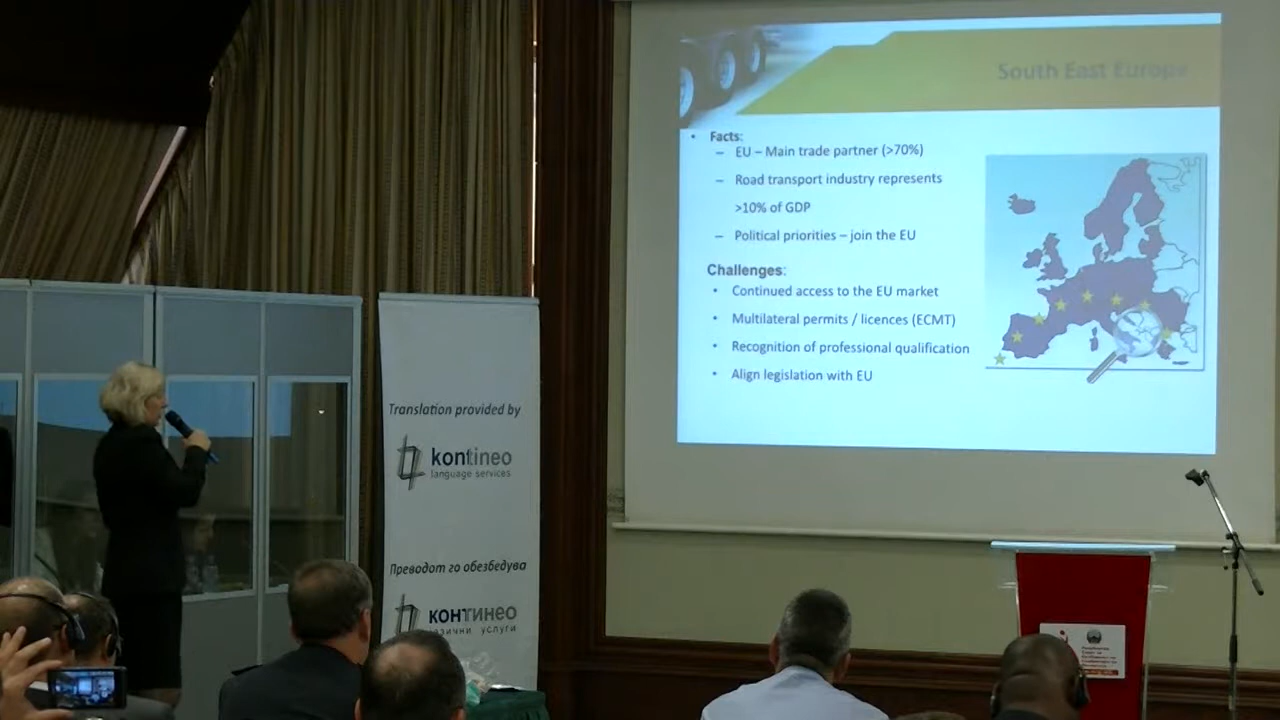 South East Europe
• Facts:
– EU – Main trade partner (>70%)
– Road transport industry represents
>10% of GDP
– Political priorities – join the EU
Challenges:
• Continued access to the EU market
• Multilateral permits / licences (ECMT)
• Recognition of professional qualification
• Align legislation with EU
Translation provided by
kontineo
language services
Преводот го обезбедува
континео